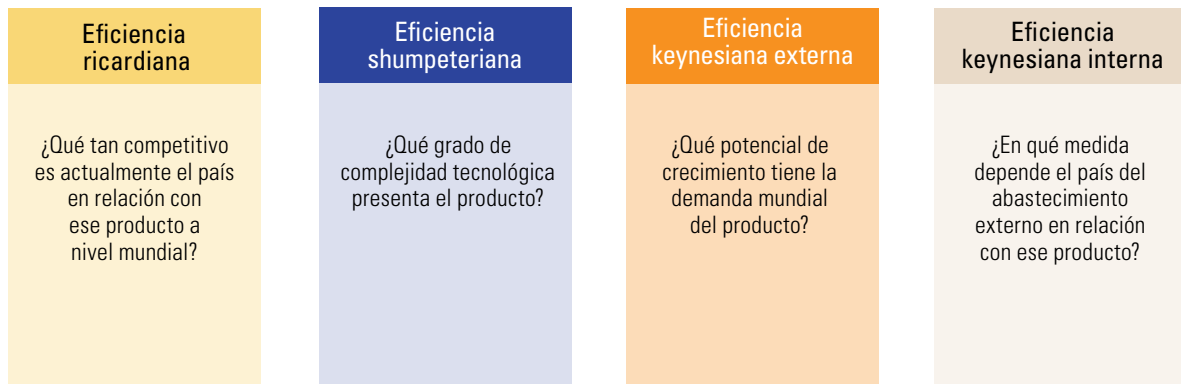 Eficiencia
ricardiana
¿Qué tan competitivo
es actualmente el país
en relación con
ese producto a
nivel mundial?
Eficiencia
shumpeteriana
¿Qué grado de
complejidad tecnológica
presenta el producto?
Eficiencia
keynesiana externa
¿Qué potencial de
crecimiento tiene la
demanda mundial
del producto?
Eficiencia
keynesiana interna
¿En qué medida
depende el país del
abastecimiento
externo en relación
con ese producto?